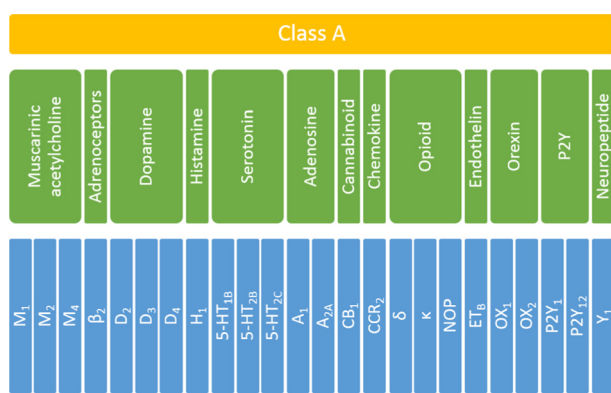 Class A
Muscarinic
acetylcholine
Adrenoceptors
Dopamine
Histamine
Serotonin
Adenosine
Cannabinoid
Chemokine
Opioid
Endothelin
Orexin
P2Y
Neuropeptide
M₁
M₂
M₄
β₂
D₂
D₃
D₄
H₁
5-HT₁B
5-HT₂B
5-HT₂C
A₁
A₂A
CB₁
CCR₂
δ
κ
NOP
ETB
OX₁
OX₂
P2Y₁
P2Y₁₂
Y₁